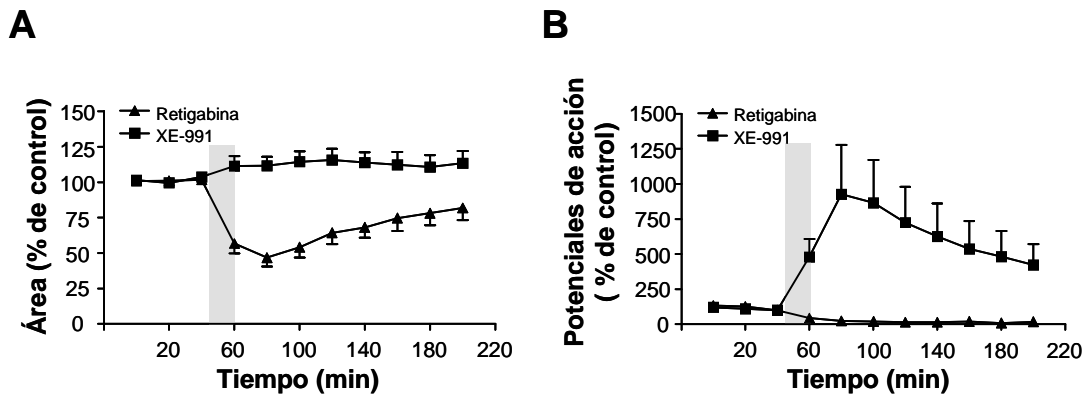 A
Área (% de control)
150
125
100
75
50
25
0
Retigabina
XE-991
20
60
100
140
180
220
Tiempo (min)
B
Potenciales de acción
( % de control)
1500
1250
1000
750
500
250
0
Retigabina
XE-991
20
60
100
140
180
220
Tiempo (min)